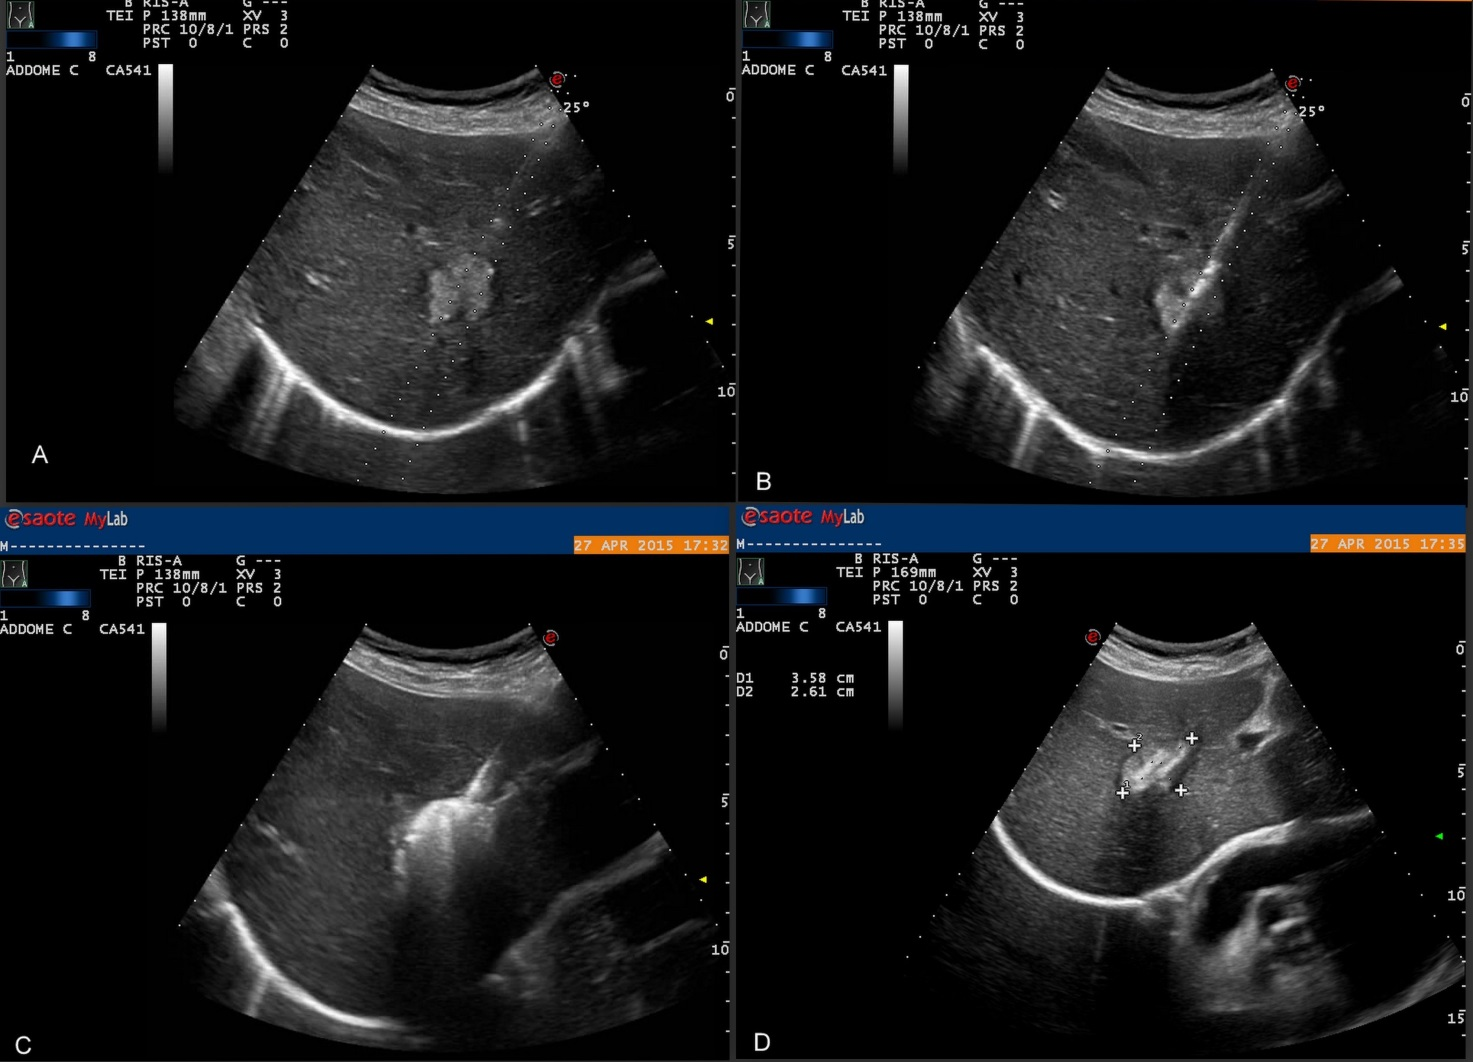 B RIS-A G ---
TEI P 138mm XV 3
PRC 10/8/1 PRS 2
PST 0 C 0
1 8
ADDOME C CA541
25°
0
5
10
A
B RIS-A G ---
TEI P 138mm XV 3
PRC 10/8/1 PRS 2
PST 0 C 0
1 8
ADDOME C CA541
25°
0
5
10
B
esaote MyLab
M---------------
27 APR 2015 17:32
B RIS-A G ---
TEI P 138mm XV 3
PRC 10/8/1 PRS 2
PST 0 C 0
1 8
ADDOME C CA541
0
5
10
C
esaote MyLab
M---------------
27 APR 2015 17:35
B RIS-A G ---
TEI P 169mm XV 3
PRC 10/8/1 PRS 2
PST 0 C 0
1 8
ADDOME C CA541
D1 3.58 cm
D2 2.61 cm
2
1
0
5
10
15
D